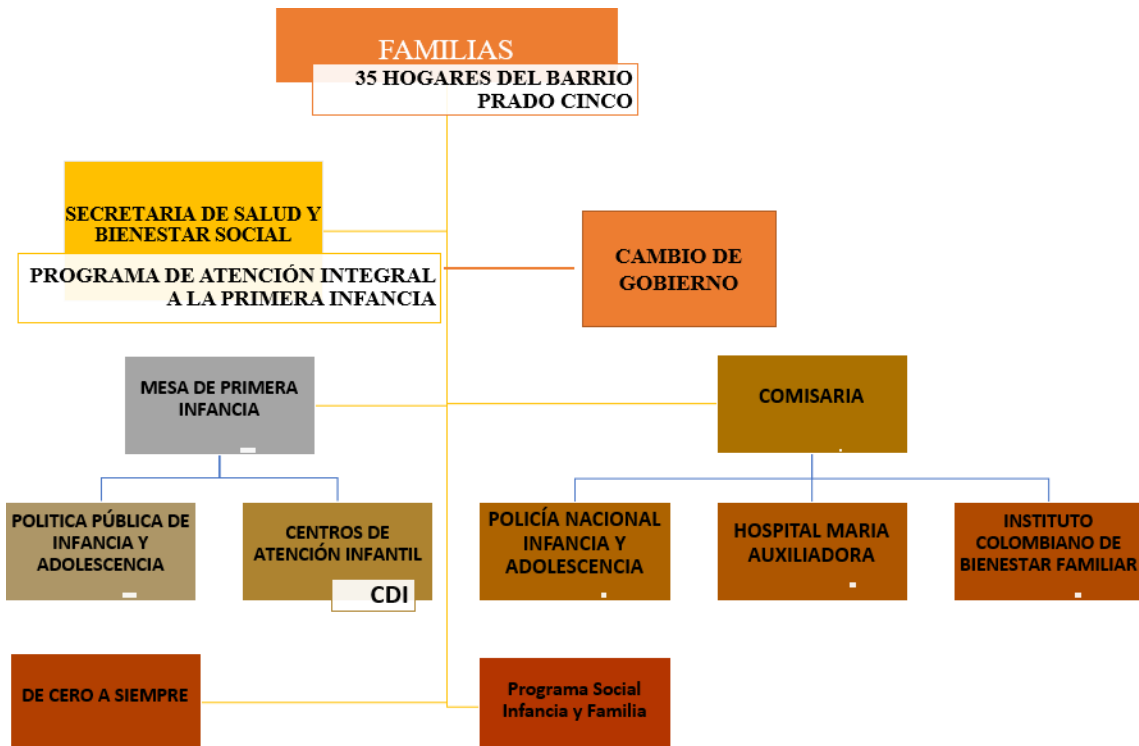 FAMILIAS
35 HOGARES DEL BARRIO
PRADO CINCO
SECRETARIA DE SALUD Y
BIENESTAR SOCIAL
PROGRAMA DE ATENCIÓN INTEGRAL
A LA PRIMERA INFANCIA
CAMBIO DE
GOBIERNO
MESA DE PRIMERA
INFANCIA
COMISARIA
POLITICA PÚBLICA DE
INFANCIA Y
ADOLESCENCIA
CENTROS DE
ATENCIÓN INFANTIL
CDI
POLICÍA NACIONAL
INFANCIA Y
ADOLESCENCIA
HOSPITAL MARIA
AUXILIADORA
INSTITUTO
COLOMBIANO DE
BIENESTAR FAMILIAR
DE CERO A SIEMPRE
Programa Social
Infancia y Familia